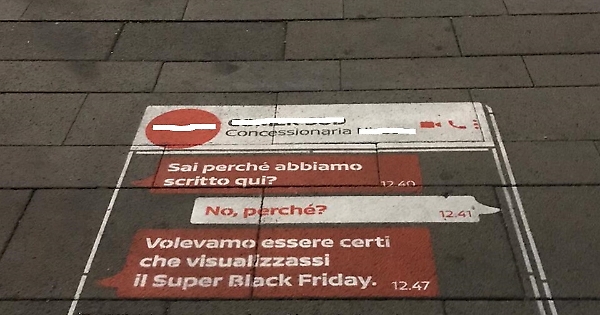 Concessionaria
Sai perché abbiamo
scritto qui?
12.40
No, perché?
12.41
Volevamo essere certi
che visualizzassi
il Super Black Friday.
12.47